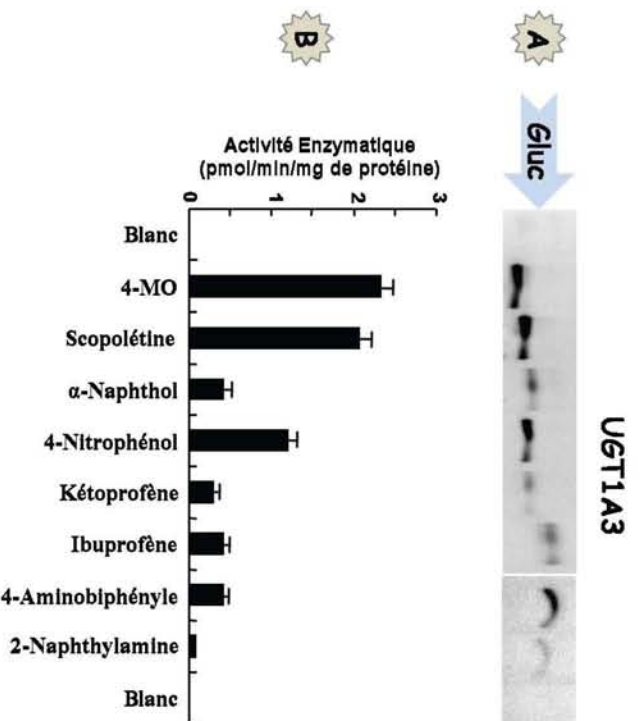 UGT1A3
A
Gluc
B
Activité Enzymatique
(pmol/min/mg de protéine)
0
1
2
3
Blanc
4-MO
Scopolétine
α-Naphthol
4-Nitrophénol
Kétoprofène
Ibuprofène
4-Aminobiphényle
2-Naphthylamine
Blanc